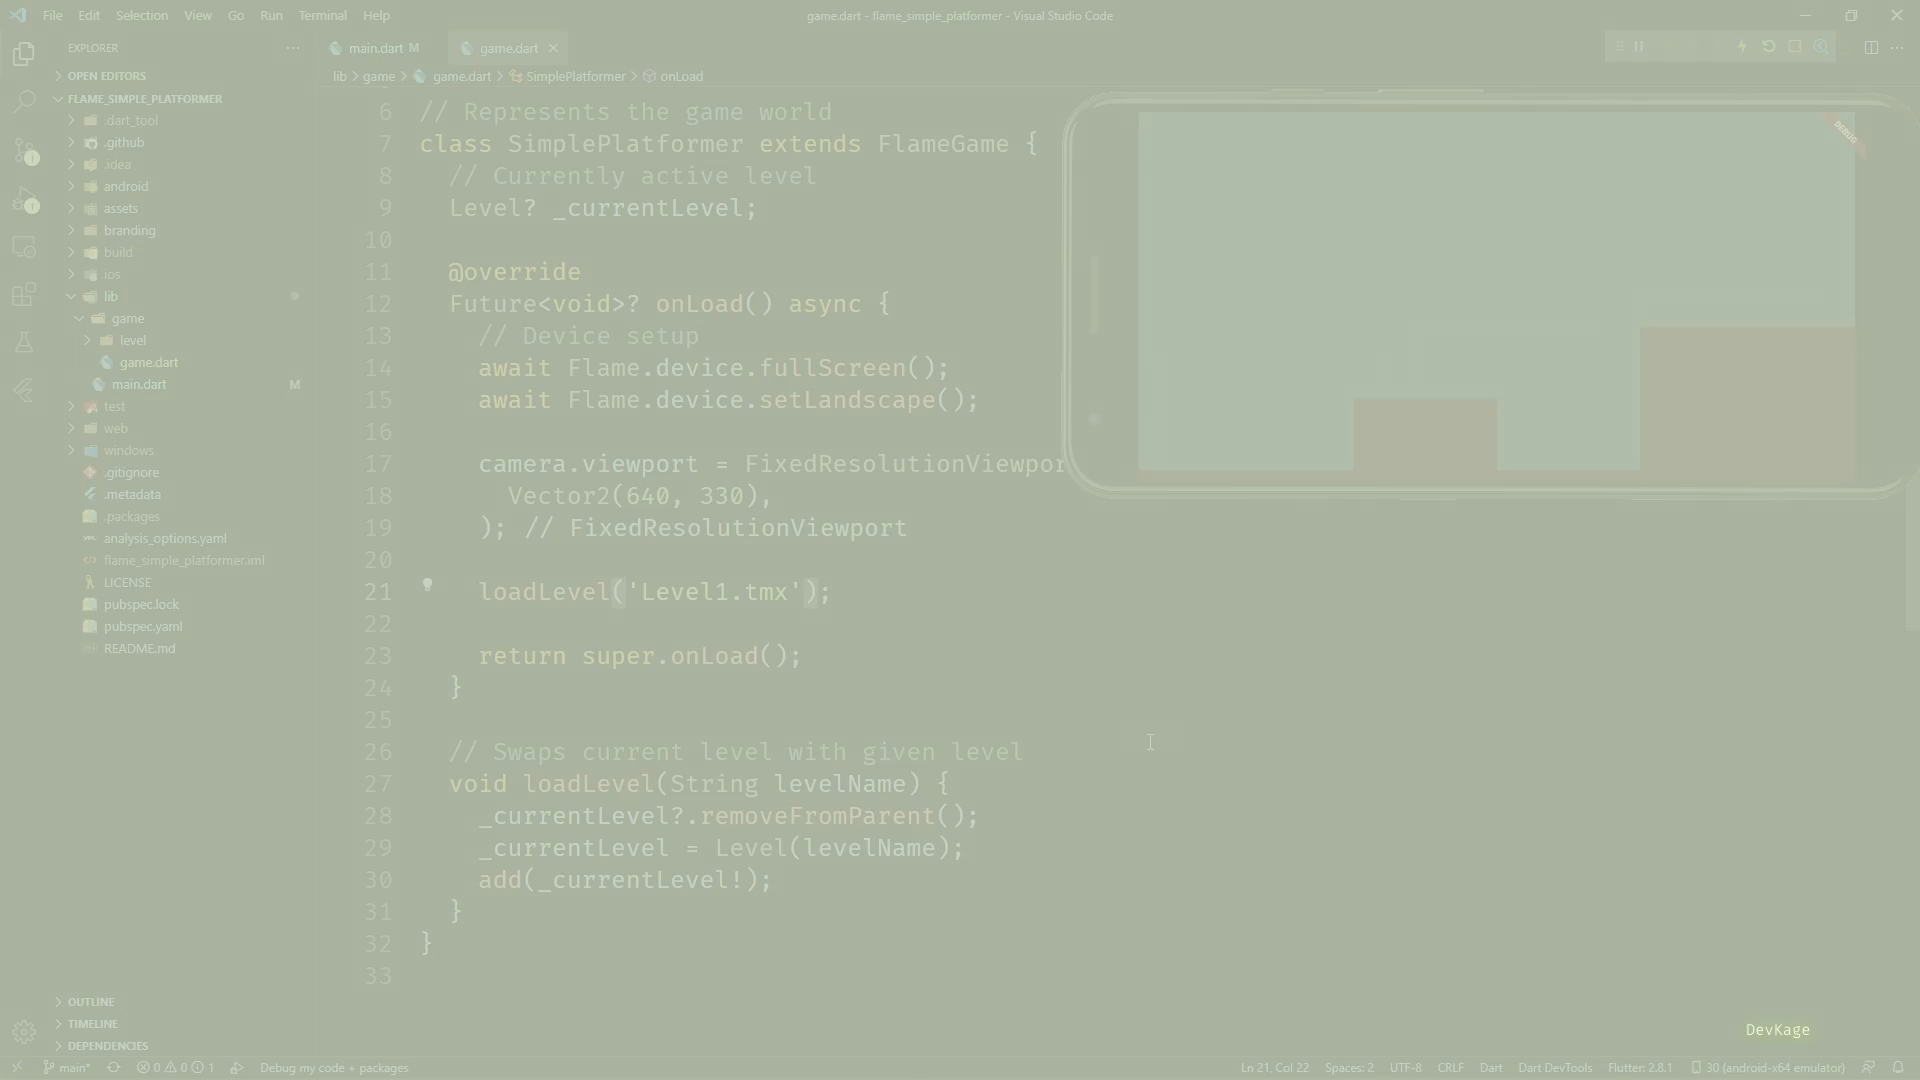 File Edit Selection View Go Run Terminal Help
game.dart - flame_simple_platformer - Visual Studio Code
EXPLORER
OPEN EDITORS
FLAME_SIMPLE_PLATFORMER
.dart_tool
.github
.idea
android
assets
branding
build
ios
lib
game
level
game.dart
main.dart M
test
web
windows
.gitignore
.metadata
.packages
analysis_options.yaml
flame_simple_platformer.iml
LICENSE
pubspec.lock
pubspec.yaml
README.md
OUTLINE
TIMELINE
DEPENDENCIES
main.dart M game.dart
lib > game > game.dart > SimplePlatformer > onLoad
6 // Represents the game world
7 class SimplePlatformer extends FlameGame {
8 // Currently active level
9 Level? _currentLevel;
10
11 @override
12 Future<void>? onLoad() async {
13 // Device setup
14 await Flame.device.fullScreen();
15 await Flame.device.setLandscape();
16
17 camera.viewport = FixedResolutionViewpor
18 Vector2(640, 330),
19 ); // FixedResolutionViewport
20
21 loadLevel('Level1.tmx');
22
23 return super.onLoad();
24 }
25
26 // Swaps current level with given level
27 void loadLevel(String levelName) {
28 _currentLevel?.removeFromParent();
29 _currentLevel = Level(levelName);
30 add(_currentLevel!);
31 }
32 }
33
DEBUG
DevKage
main* 0 0 1 Debug my code + packages
Ln 21, Col 22 Spaces: 2 UTF-8 CRLF Dart Dart DevTools Flutter: 2.8.1 30 (android-x64 emulator)